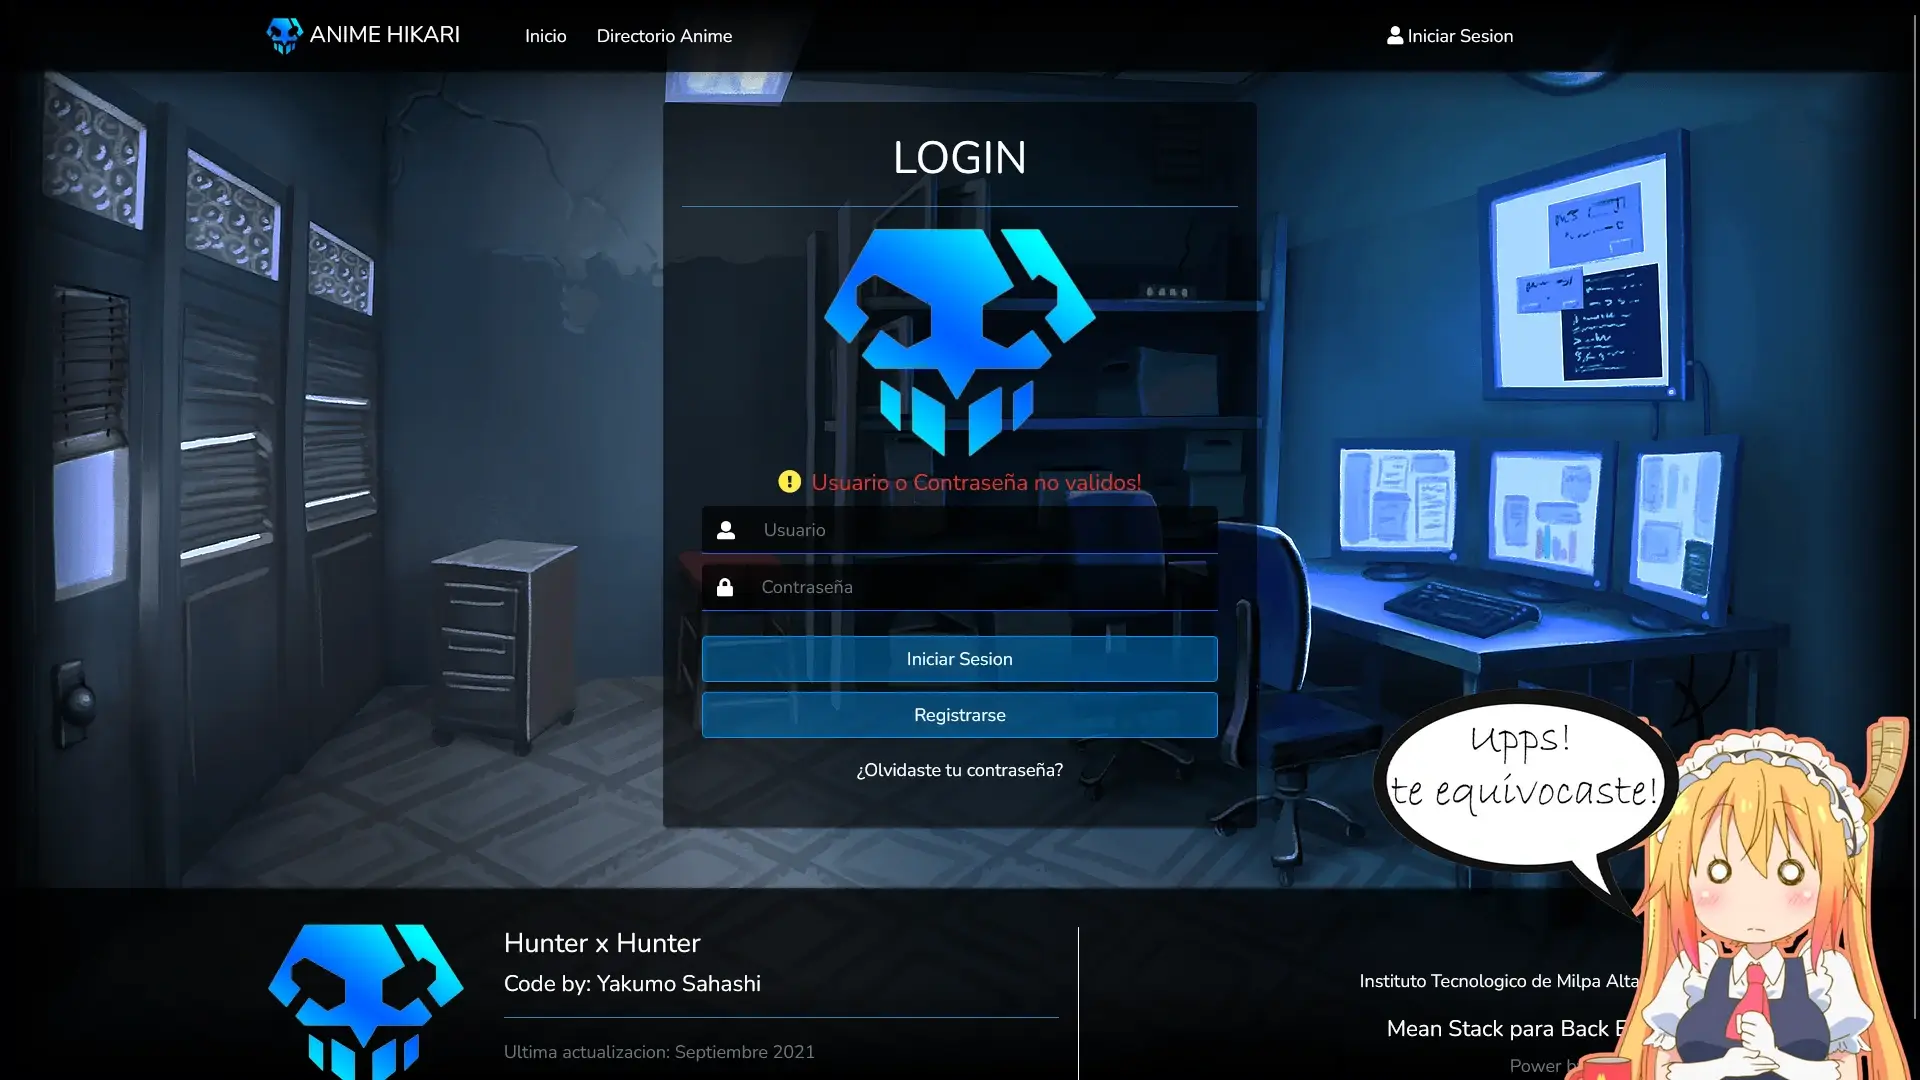 ANIME HIKARI
Inicio
Directorio Anime
Iniciar Sesion
LOGIN
Usuario o Contraseña no validos!
Usuario
Contraseña
Iniciar Sesion
Registrarse
¿Olvidaste tu contraseña?
Upps!
te equivocaste!
Hunter x Hunter
Code by: Yakumo Sahashi
Ultima actualizacion: Septiembre 2021
Instituto Tecnologico de Milpa Alta
Mean Stack para Back
Power